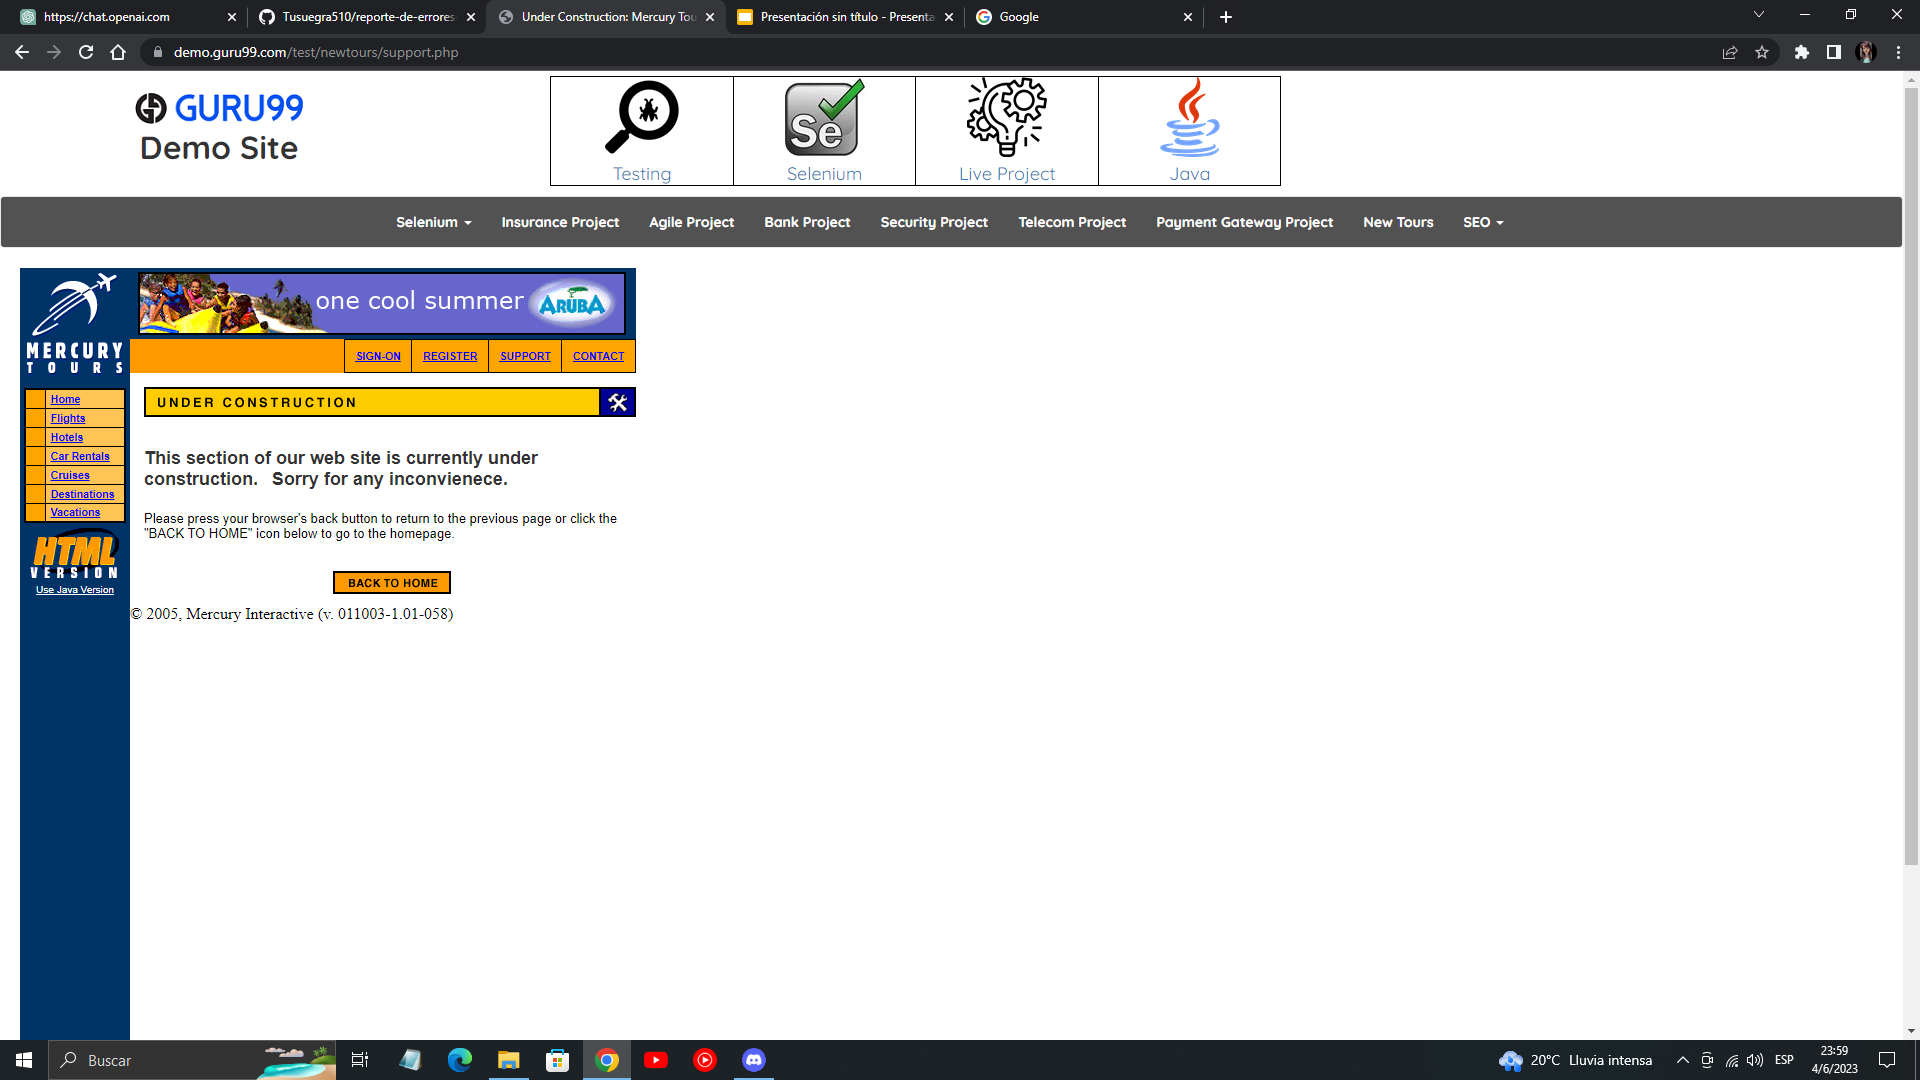 https://chat.openai.com
Tusuegra510/reporte-de-errores-
Under Construction: Mercury Tou
Presentación sin título - Presenta
Google
demo.guru99.com/test/newtours/support.php
GURU99
Demo Site
Se
Testing
Selenium
Live Project
Java
Selenium
Insurance Project
Agile Project
Bank Project
Security Project
Telecom Project
Payment Gateway Project
New Tours
SEO
one cool summer
ARUBA
MERCURY
TOURS
SIGN-ON
REGISTER
SUPPORT
CONTACT
UNDER CONSTRUCTION
Home
Flights
Hotels
Car Rentals
Cruises
Destinations
Vacations
HTML
VERSION
Use Java Version
This section of our web site is currently under
construction.   Sorry for any inconvienece.
Please press your browser's back button to return to the previous page or click the
"BACK TO HOME" icon below to go to the homepage.
BACK TO HOME
© 2005, Mercury Interactive (v. 011003-1.01-058)
Buscar
20°C Lluvia intensa
ESP
23:59
4/6/2023